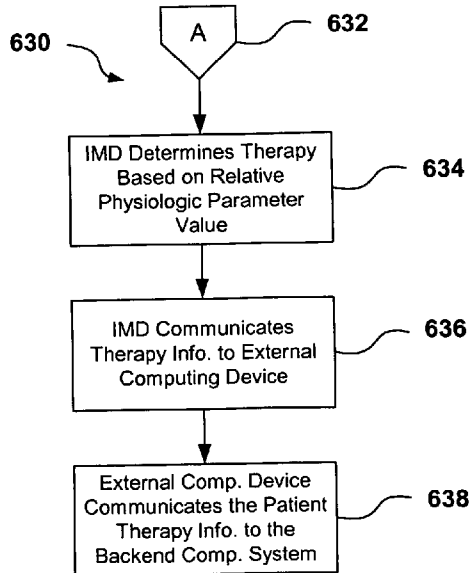 A
632
630
IMD Determines Therapy
Based on Relative
Physiologic Parameter
Value
634
IMD Communicates
Therapy Info. to External
Computing Device
636
External Comp. Device
Communicates the Patient
Therapy Info. to the
Backend Comp. System
638